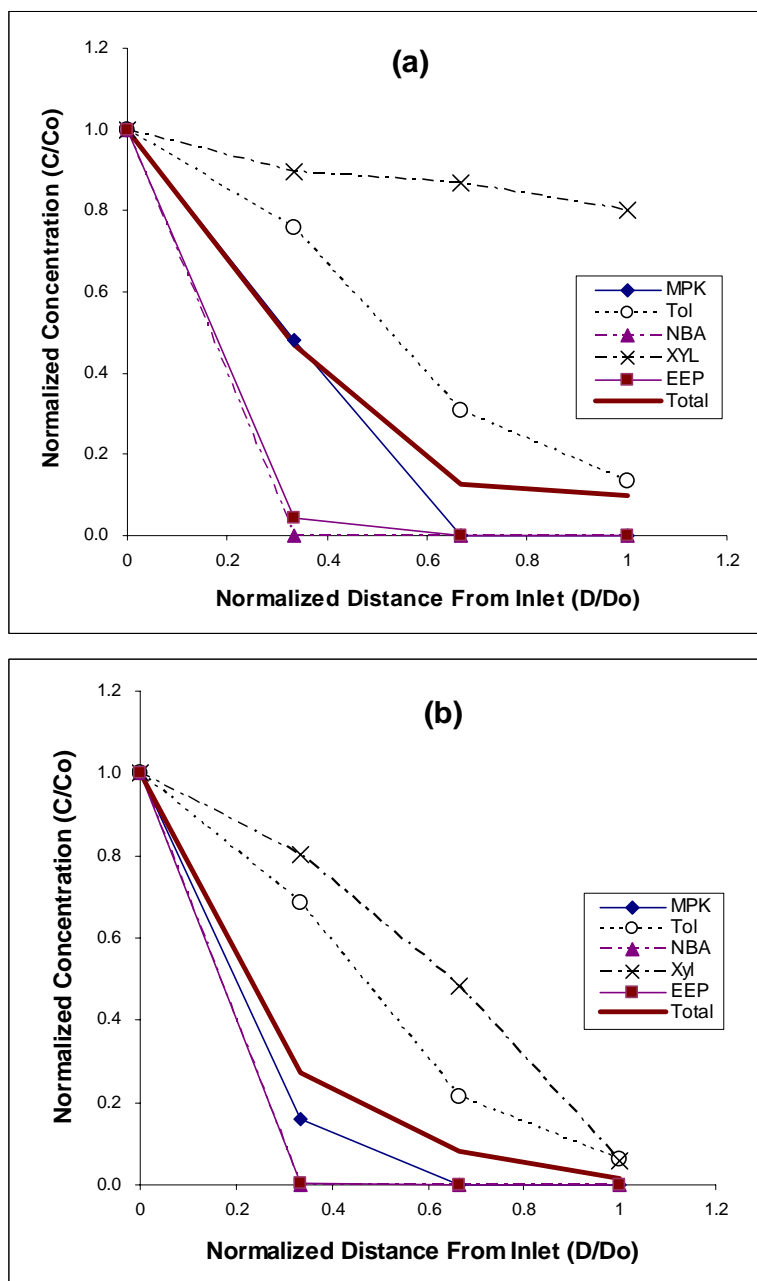 (a)
Normalized Concentration (C/Co)
1.2
1.0
0.8
0.6
0.4
0.2
0.0
0 0.2 0.4 0.6 0.8 1 1.2
Normalized Distance From Inlet (D/Do)
MPK
Tol
NBA
XYL
EEP
Total
(b)
Normalized Concentration (C/Co)
1.2
1.0
0.8
0.6
0.4
0.2
0.0
0 0.2 0.4 0.6 0.8 1 1.2
Normalized Distance From Inlet (D/Do)
MPK
Tol
NBA
Xyl
EEP
Total